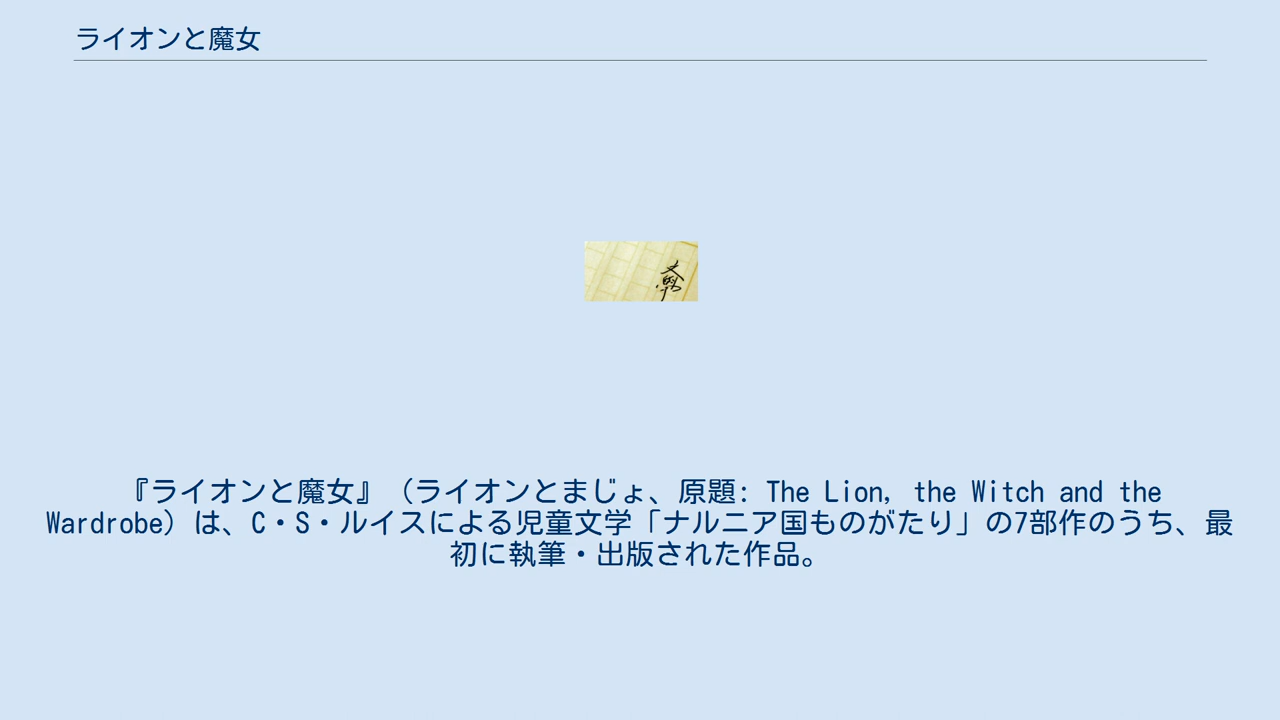 ライオンと魔女
『ライオンと魔女』（ライオンとまじょ、原題: The Lion, the Witch and the
Wardrobe）は、C・S・ルイスによる児童文学「ナルニア国ものがたり」の7部作のうち、最
初に執筆・出版された作品。